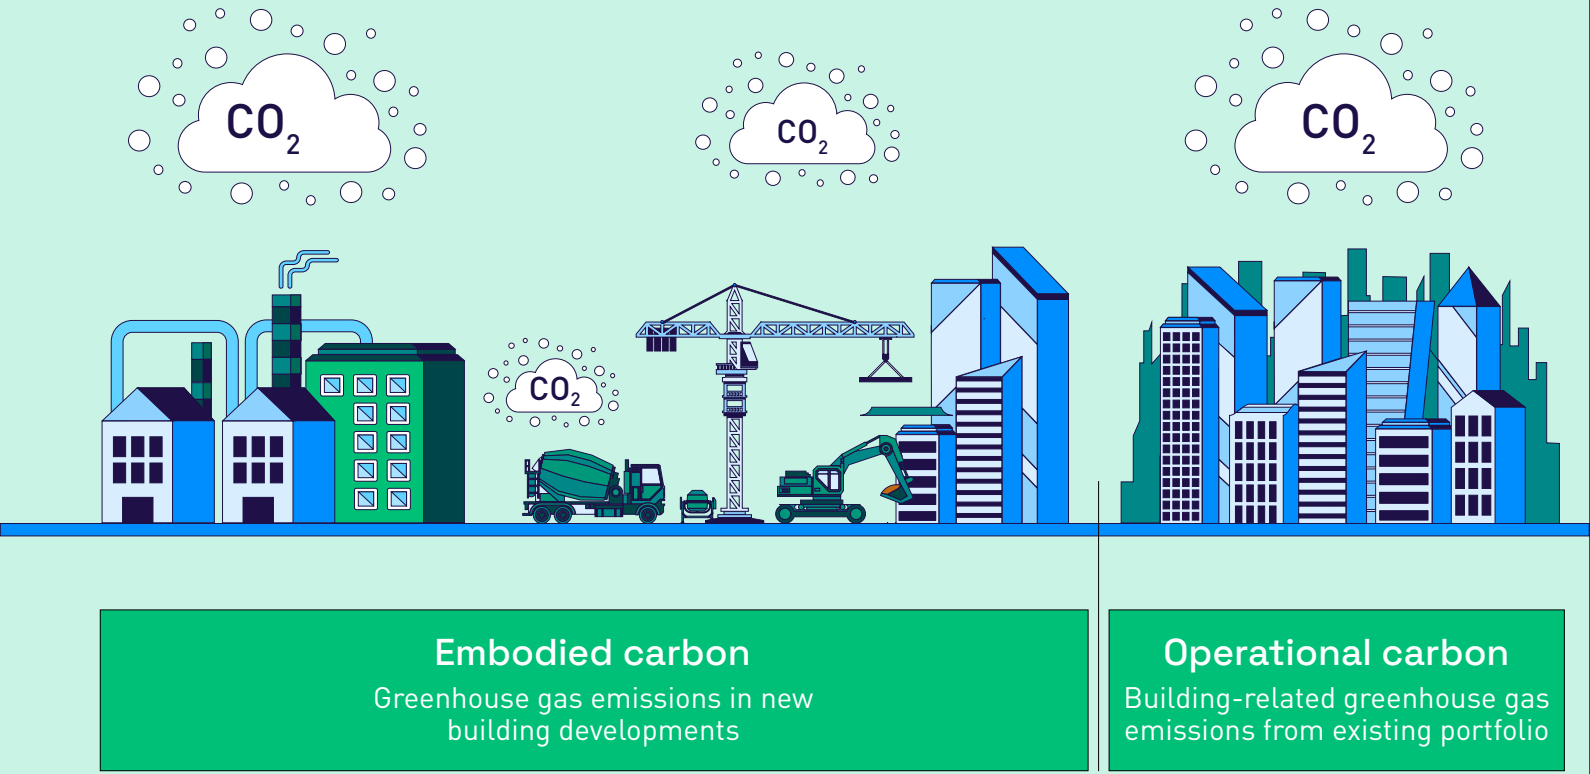 CO₂
CO₂
CO₂
CO₂
Embodied carbon
Greenhouse gas emissions in new
building developments
Operational carbon
Building-related greenhouse gas
emissions from existing portfolio